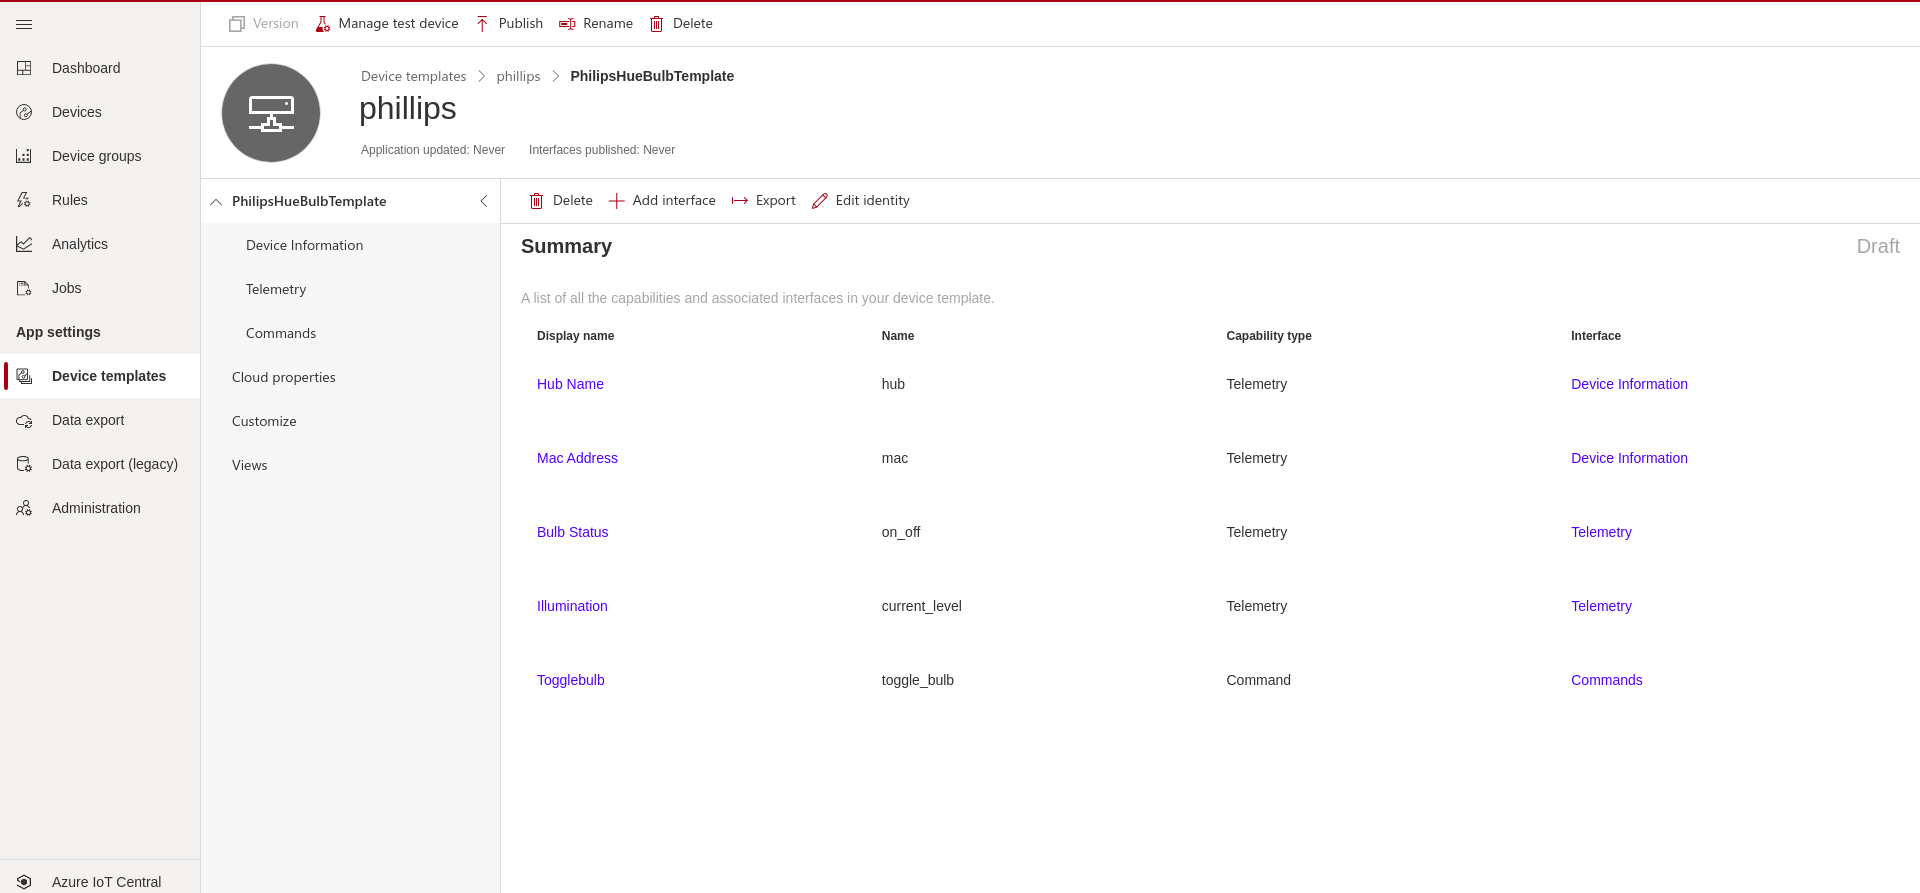 Version Manage test device Publish Rename Delete
Dashboard
Devices
Device groups
Rules
Analytics
Jobs
App settings
Device templates
Data export
Data export (legacy)
Administration
Azure IoT Central
Device templates phillips PhilipsHueBulbTemplate
phillips
Application updated: Never Interfaces published: Never
PhilipsHueBulbTemplate
Device Information
Telemetry
Commands
Cloud properties
Customize
Views
Delete Add interface Export Edit identity
Summary Draft
A list of all the capabilities and associated interfaces in your device template.
Display name Name Capability type Interface
Hub Name hub Telemetry Device Information
Mac Address mac Telemetry Device Information
Bulb Status on_off Telemetry Telemetry
Illumination current_level Telemetry Telemetry
Togglebulb toggle_bulb Command Commands